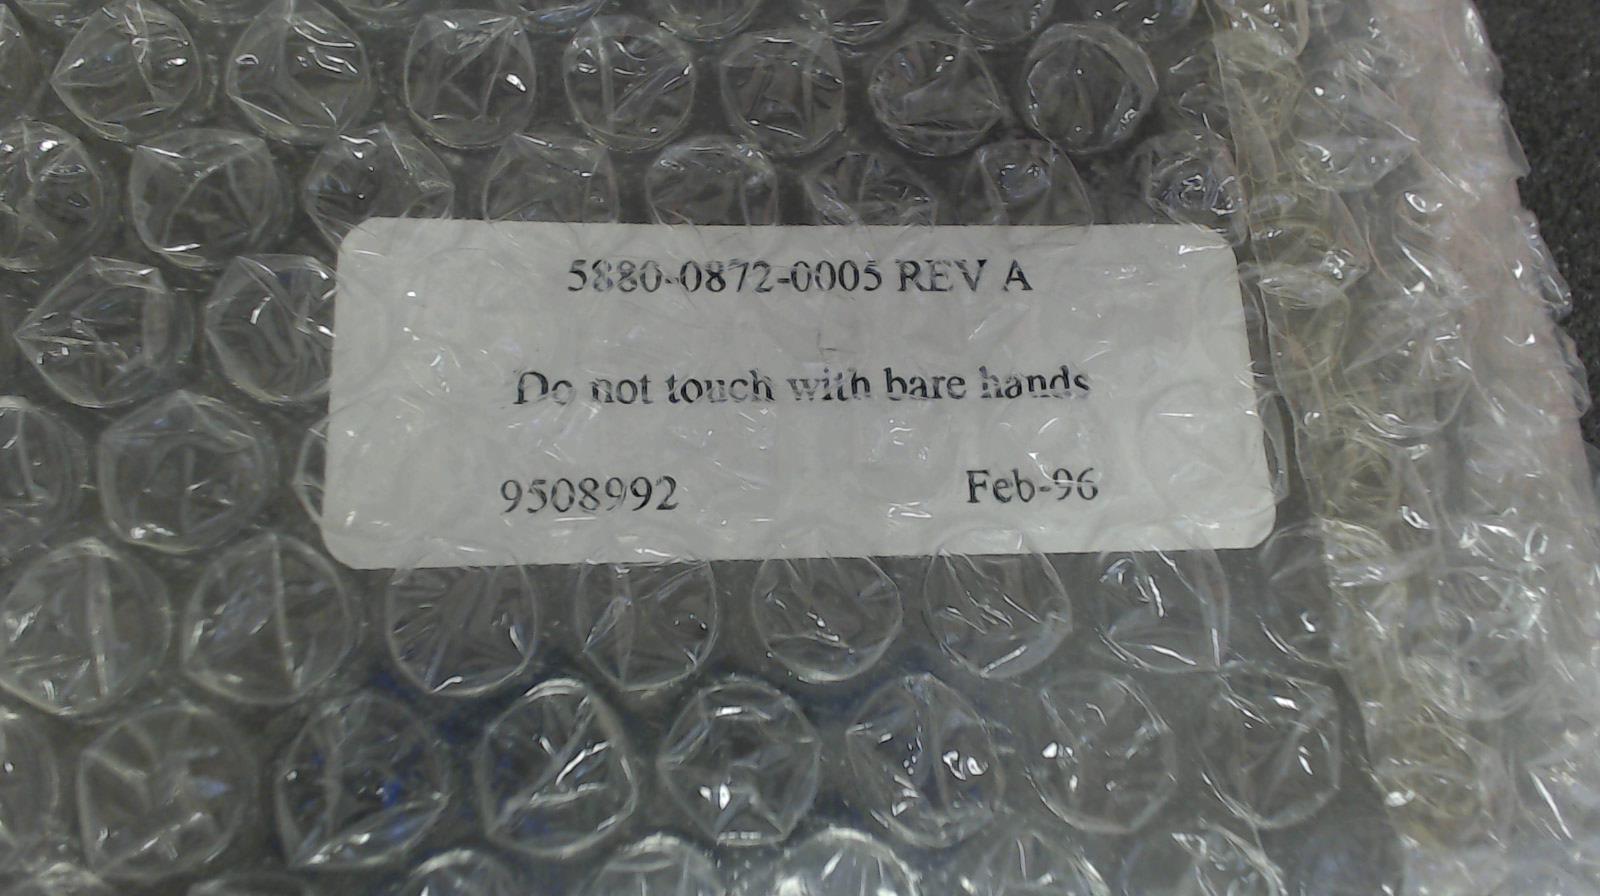 5880-0872-0005 REV A
Do not touch with bare hands
9508992 Feb-96